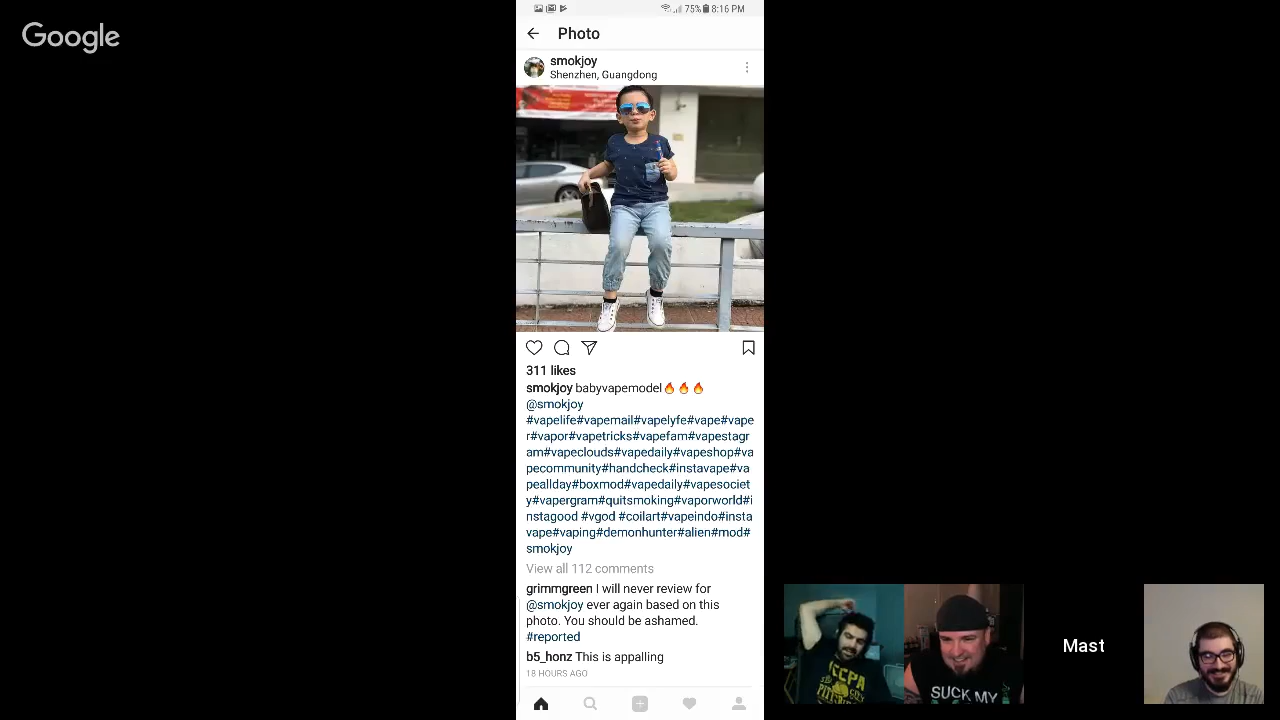 Google
75% 8:16 PM
Photo
smokjoy
Shenzhen, Guangdong
311 likes
smokjoy babyvapemodel🔥🔥🔥
@smokjoy
#vapelife#vapemail#vapelyfe#vape#vape
r#vapor#vapetricks#vapefam#vapestagr
am#vapeclouds#vapedaily#vapeshop#va
pecommunity#handcheck#instavape#va
peallday#boxmod#vapedaily#vapesociet
y#vapergram#quitsmoking#vaporworld#i
nstagood #vgod #coilart#vapeindo#insta
vape#vaping#demonhunter#alien#mod#
smokjoy
View all 112 comments
grimmgreen I will never review for
@smokjoy ever again based on this
photo. You should be ashamed.
#reported
b5_honz This is appalling
18 HOURS AGO
CCPA
SUCK MY
Mast